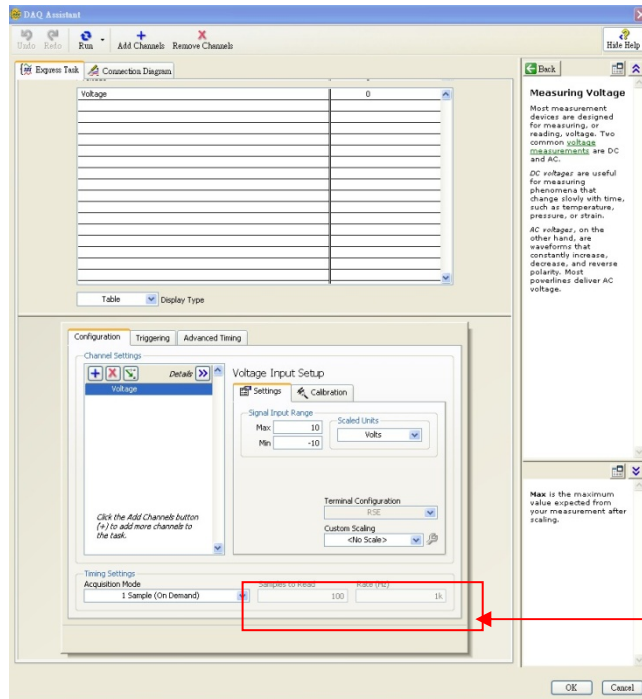 DAQ Assistant
Undo Redo Run Add Channels Remove Channels Hide Help
Express Task Connection Diagram
Voltage 0
Table Display Type
Configuration Triggering Advanced Timing
Channel Settings
Details
Voltage
Click the Add Channels button
(+) to add more channels to
the task.
Voltage Input Setup
Settings Calibration
Signal Input Range
Max 10
Min -10
Scaled Units
Volts
Terminal Configuration
RSE
Custom Scaling
<No Scale>
Timing Settings
Acquisition Mode
1 Sample (On Demand)
Samples to Read
100
Rate (Hz)
1k
Back
Measuring Voltage
Most measurement
devices are designed
for measuring, or
reading, voltage. Two
common voltage
measurements are DC
and AC.
DC voltages are useful
for measuring
phenomena that
change slowly with time,
such as temperature,
pressure, or strain.
AC voltages, on the
other hand, are
waveforms that
constantly increase,
decrease, and reverse
polarity. Most
powerlines deliver AC
voltage.
Max is the maximum
value expected from
your measurement after
scaling.
OK Cancel